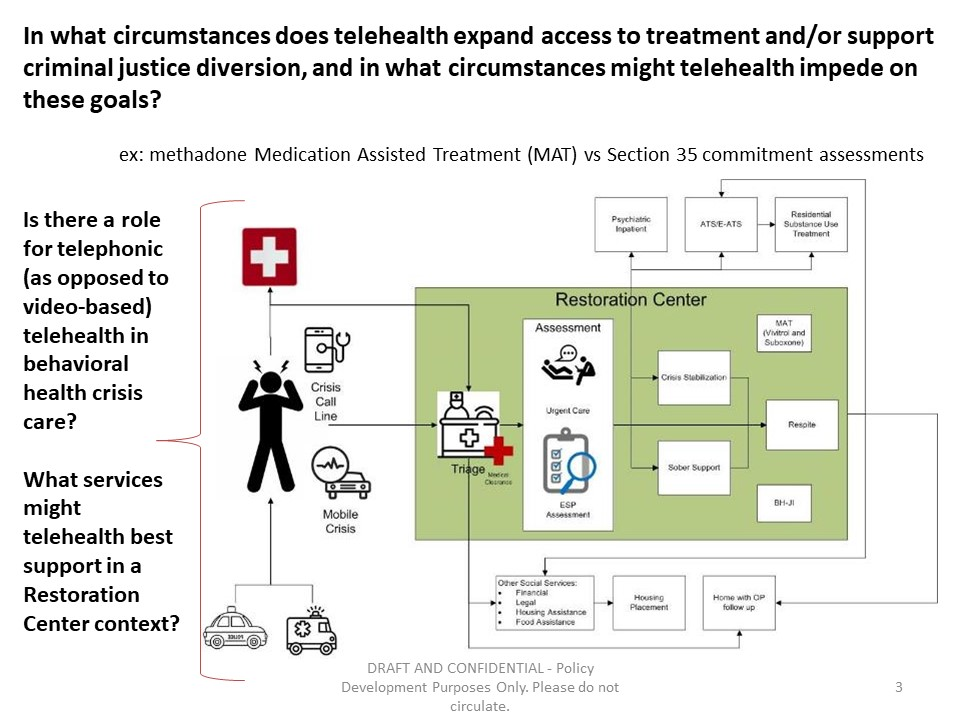 In what circumstances does telehealth expand access to treatment and/or support
criminal justice diversion, and in what circumstances might telehealth impede on
these goals?
ex: methadone Medication Assisted Treatment (MAT) vs Section 35 commitment assessments
Is there a role
for telephonic
(as opposed to
video-based)
telehealth in
behavioral
health crisis
care?
What services
might
telehealth best
support in a
Restoration
Center context?
Crisis
Call
Line
Mobile
Crisis
POLICE
Psychiatric
Inpatient
ATS/E-ATS
Residential
Substance Use
Treatment
Restoration Center
Triage
Medical
Clearance
Assessment
Urgent Care
ESP
Assessment
Crisis Stabilization
Sober Support
MAT
(Vivitrol and
Suboxone)
Respite
BH-JI
Other Social Services:
• Financial
• Legal
• Housing Assistance
• Food Assistance
Housing
Placement
Home with OP
follow up
DRAFT AND CONFIDENTIAL - Policy
Development Purposes Only. Please do not
circulate.
3